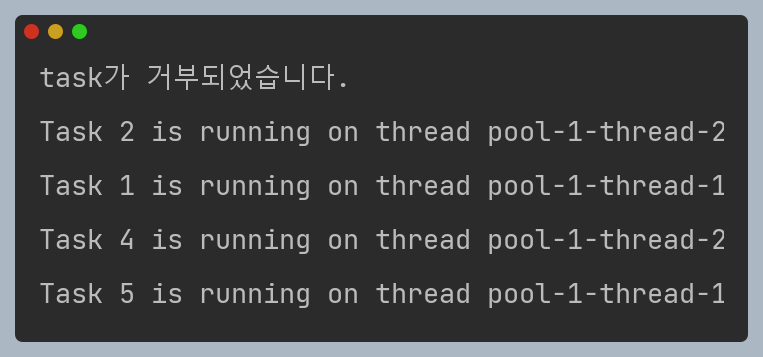 task가 거부되었습니다.
Task 2 is running on thread pool-1-thread-2
Task 1 is running on thread pool-1-thread-1
Task 4 is running on thread pool-1-thread-2
Task 5 is running on thread pool-1-thread-1